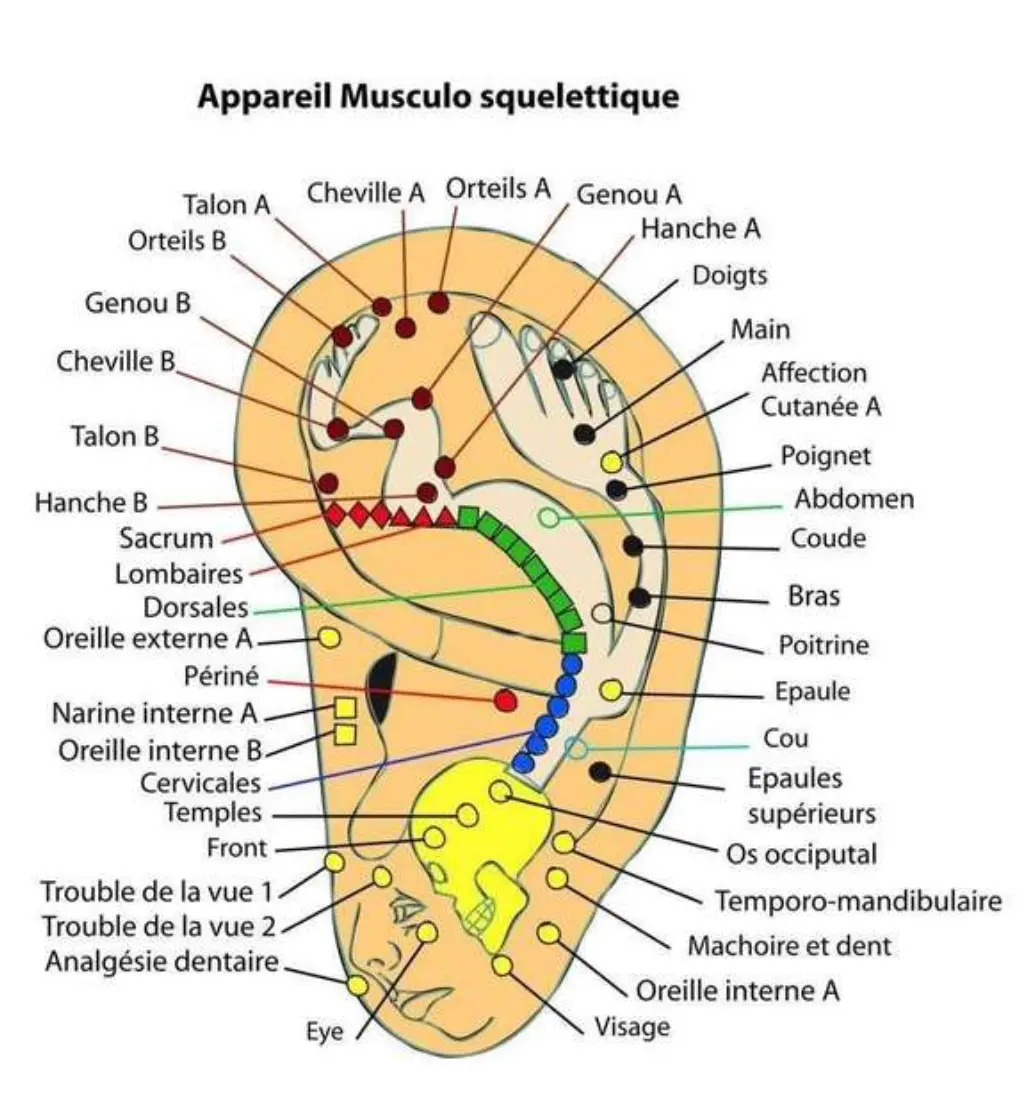 Appareil Musculo squelettique
Cheville A
Orteils A
Genou A
Talon A
Hanche A
Orteils B
Doigts
Genou B
Main
Cheville B
Affection
Cutanée A
Talon B
Poignet
Hanche B
Abdomen
Sacrum
Coude
Lombaires
Dorsales
Bras
Oreille externe A
Poitrine
Périné
Epaule
Narine interne A
Oreille interne B
Cou
Cervicales
Epaules
supérieurs
Temples
Front
Os occiputal
Trouble de la vue 1
Temporo-mandibulaire
Trouble de la vue 2
Machoire et dent
Analgésie dentaire
Oreille interne A
Eye
Visage